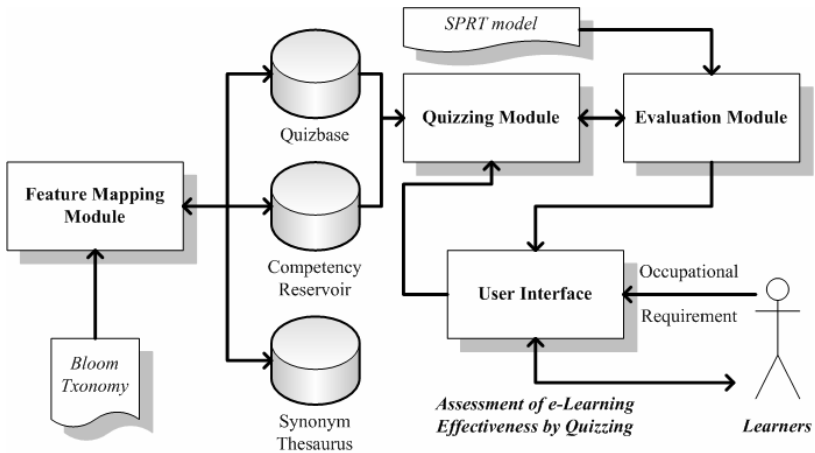 SPRT model
Quizzing Module
Evaluation Module
Quizbase
Feature Mapping
Module
Competency
Reservoir
User Interface
Occupational
Requirement
Bloom
Txonomy
Synonym
Thesaurus
Assessment of e-Learning
Effectiveness by Quizzing
Learners